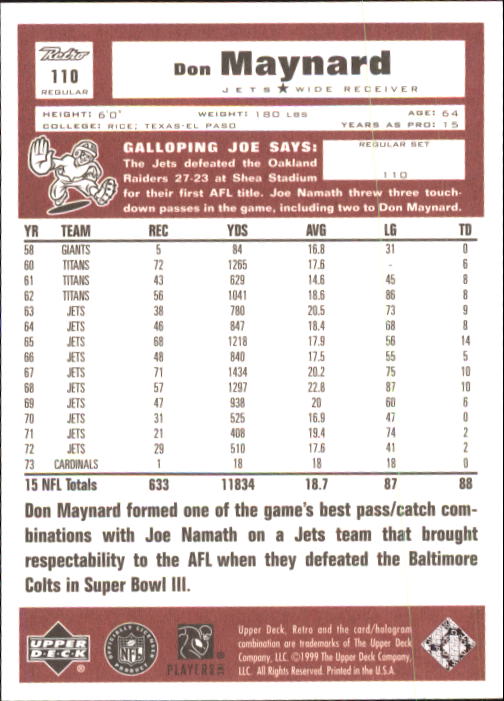 Retro
110
REGULAR
Don Maynard
JETS ★ WIDE RECEIVER
HEIGHT: 6'0" WEIGHT: 180 LBS AGE: 64
COLLEGE: RICE; TEXAS-EL PASO YEARS AS PRO: 15
GALLOPING JOE SAYS:
The Jets defeated the Oakland
Raiders 27-23 at Shea Stadium
for their first AFL title. Joe Namath threw three touch-
down passes in the game, including two to Don Maynard.
REGULAR SET
110
YR TEAM REC YDS AVG LG TD
58 GIANTS 5 84 16.8 31 0
60 TITANS 72 1265 17.6 - 6
61 TITANS 43 629 14.6 45 8
62 TITANS 56 1041 18.6 86 8
63 JETS 38 780 20.5 73 9
64 JETS 46 847 18.4 68 8
65 JETS 68 1218 17.9 56 14
66 JETS 48 840 17.5 55 5
67 JETS 71 1434 20.2 75 10
68 JETS 57 1297 22.8 87 10
69 JETS 47 938 20 60 6
70 JETS 31 525 16.9 47 0
71 JETS 21 408 19.4 74 2
72 JETS 29 510 17.6 41 2
73 CARDINALS 1 18 18 18 0
15 NFL Totals 633 11834 18.7 87 88
Don Maynard formed one of the game's best pass/catch com-
binations with Joe Namath on a Jets team that brought
respectability to the AFL when they defeated the Baltimore
Colts in Super Bowl III.
UPPER
DECK
OFFICIALLY LICENSED
NFL
PRODUCT
PLAYERS INC
Upper Deck, Retro and the card/hologram
combination are trademarks of The Upper Deck
Company, LLC. ©1999 The Upper Deck Company,
LLC. All Rights Reserved. Printed in the U.S.A.